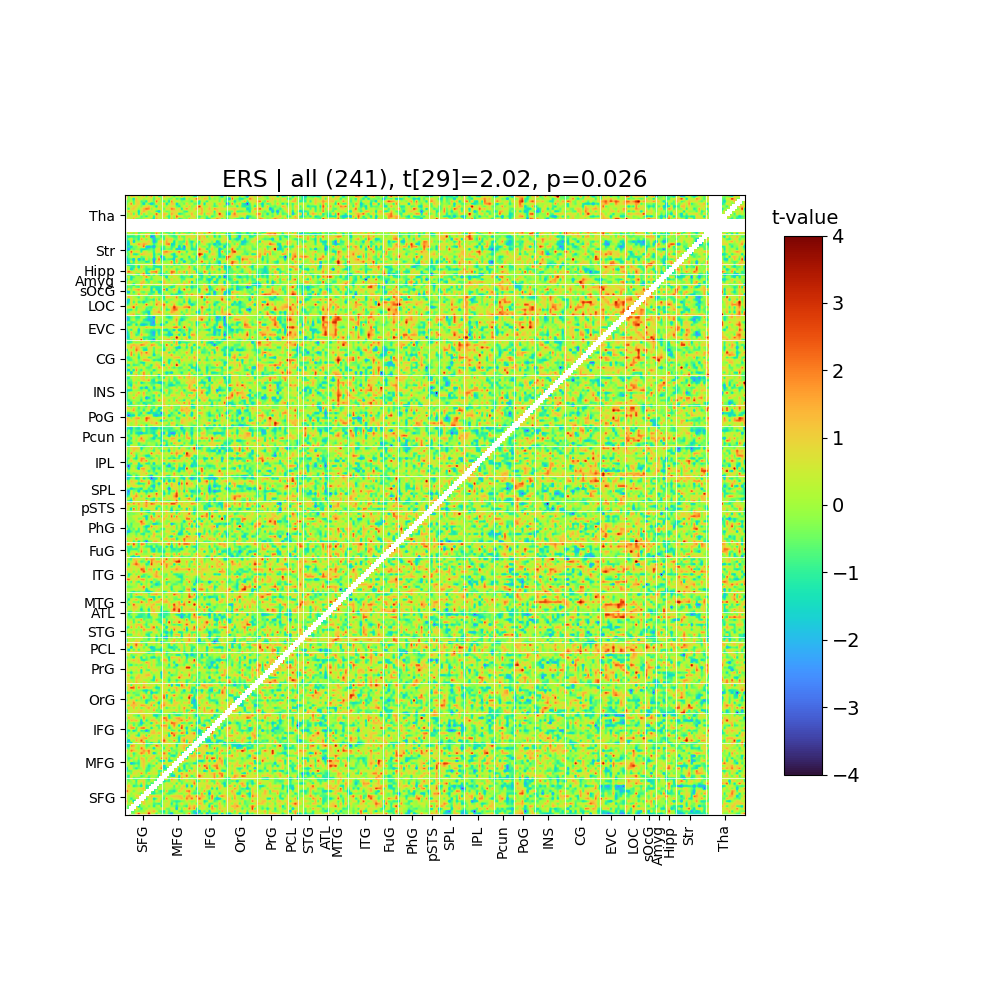 ERS | all (241), t[29]=2.02, p=0.026
t-value
Tha
Str
Hipp
Amyg
sOcG
LOC
EVC
CG
INS
PoG
Pcun
IPL
SPL
pSTS
PhG
FuG
ITG
MTG
ATL
STG
PCL
PrG
OrG
IFG
MFG
SFG
SFG
MFG
IFG
OrG
PrG
PCL
STG
ATL
MTG
ITG
FuG
PhG
pSTS
SPL
IPL
Pcun
PoG
INS
CG
EVC
LOC
sOcG
Amyg
Hipp
Str
Tha
4
3
2
1
0
−1
−2
−3
−4